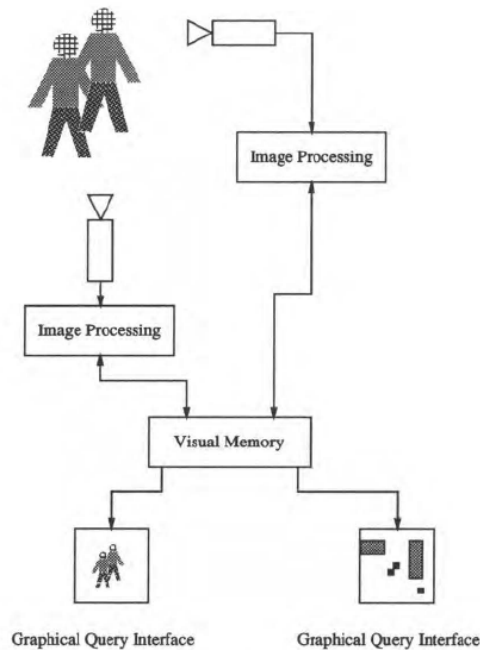 Image Processing
Image Processing
Visual Memory
Graphical Query Interface
Graphical Query Interface